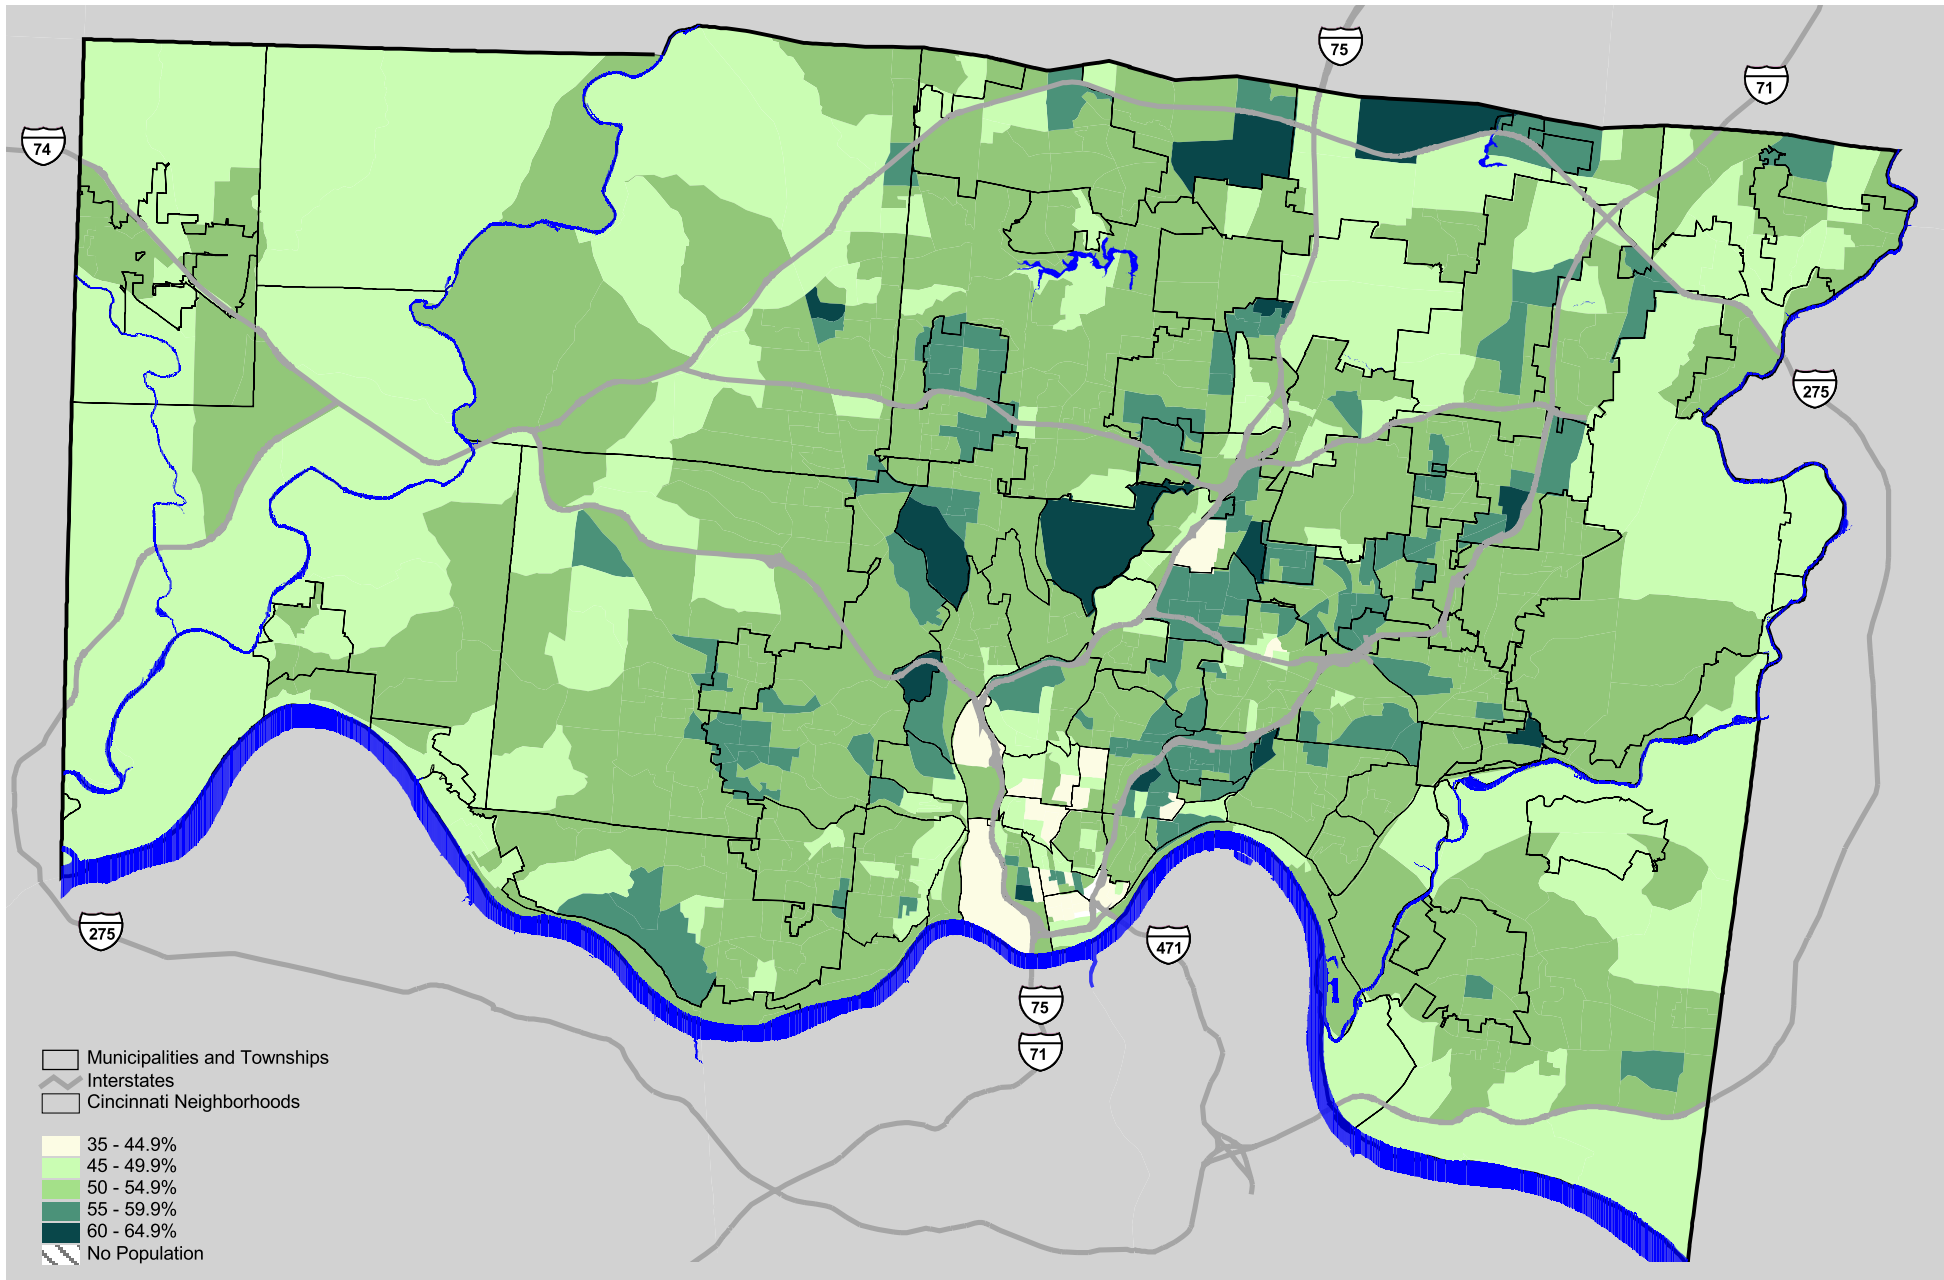 75
71
74
275
275
471
75
71
Municipalities and Townships
Interstates
Cincinnati Neighborhoods
35 - 44.9%
45 - 49.9%
50 - 54.9%
55 - 59.9%
60 - 64.9%
No Population